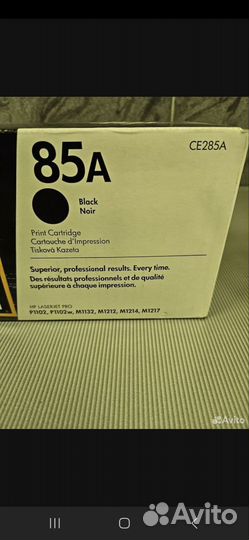 85A
CE285A
Black
Noir
Print Cartridge
Cartouche d'Impression
Tisková Kazeta
Superior, professional results. Every time.
Des résultats professionnels et de qualité
supérieure à chaque impression.
HP LASERJET PRO
P1102, P1102w, M1132, M1212, M1214, M1217
Avito
Avito